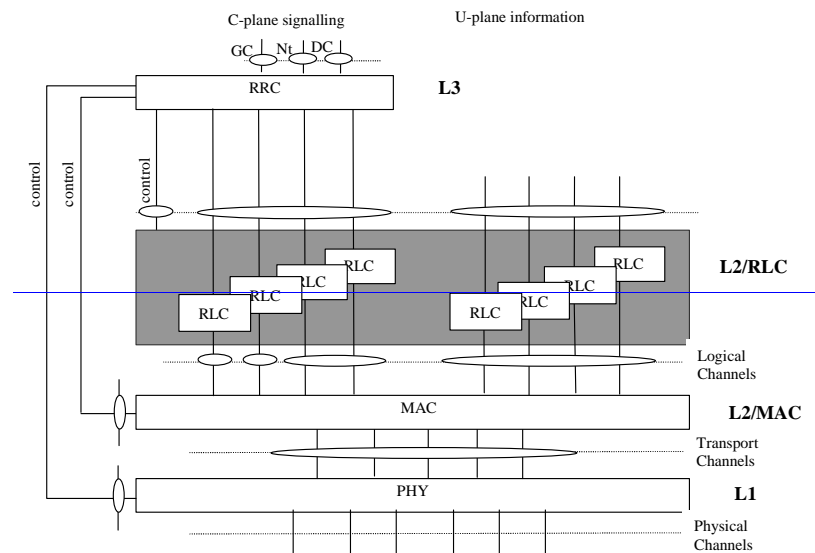 C-plane signalling
U-plane information
GC
Nt
DC
RRC
L3
control
control
control
RLC
RLC
RLC
RLC
RLC
RLC
RLC
RLC
L2/RLC
Logical
Channels
MAC
L2/MAC
Transport
Channels
PHY
L1
Physical
Channels